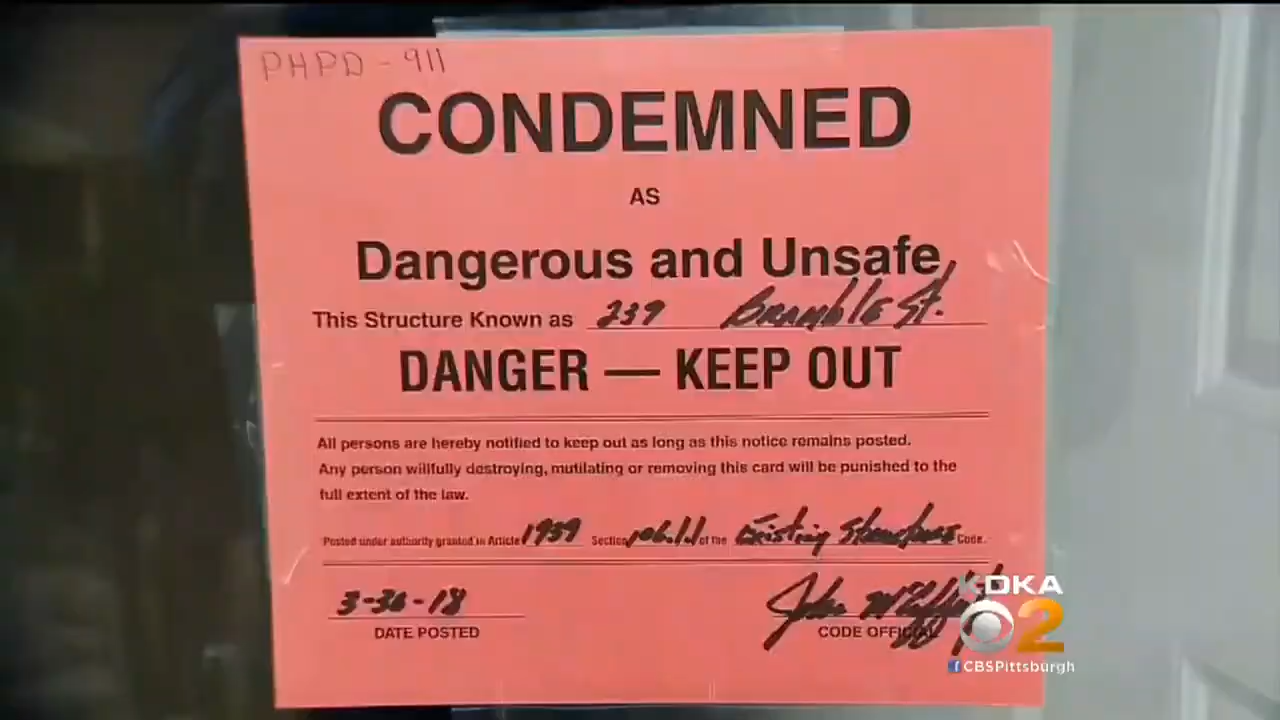 PHPD - 911
CONDEMNED
AS
Dangerous and Unsafe
This Structure Known as 239 Bramble St.
DANGER — KEEP OUT
All persons are hereby notified to keep out as long as this notice remains posted.
Any person willfully destroying, mutilating or removing this card will be punished to the
full extent of the law.
Posted under authority granted in Article 1959 Section 106.1.1 of the Existing Structures Code.
3-36-18 John
DATE POSTED CODE OFFICIAL
KDKA
2
CBSPittsburgh